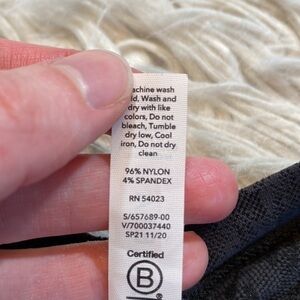 achine wash
d, Wash and
dry with like
colors, Do not
bleach, Tumble
dry low, Cool
iron, Do not dry
clean
96% NYLON
4% SPANDEX
RN 54023
S/657689-00
V/700037440
SP21 11/20
Certified
B